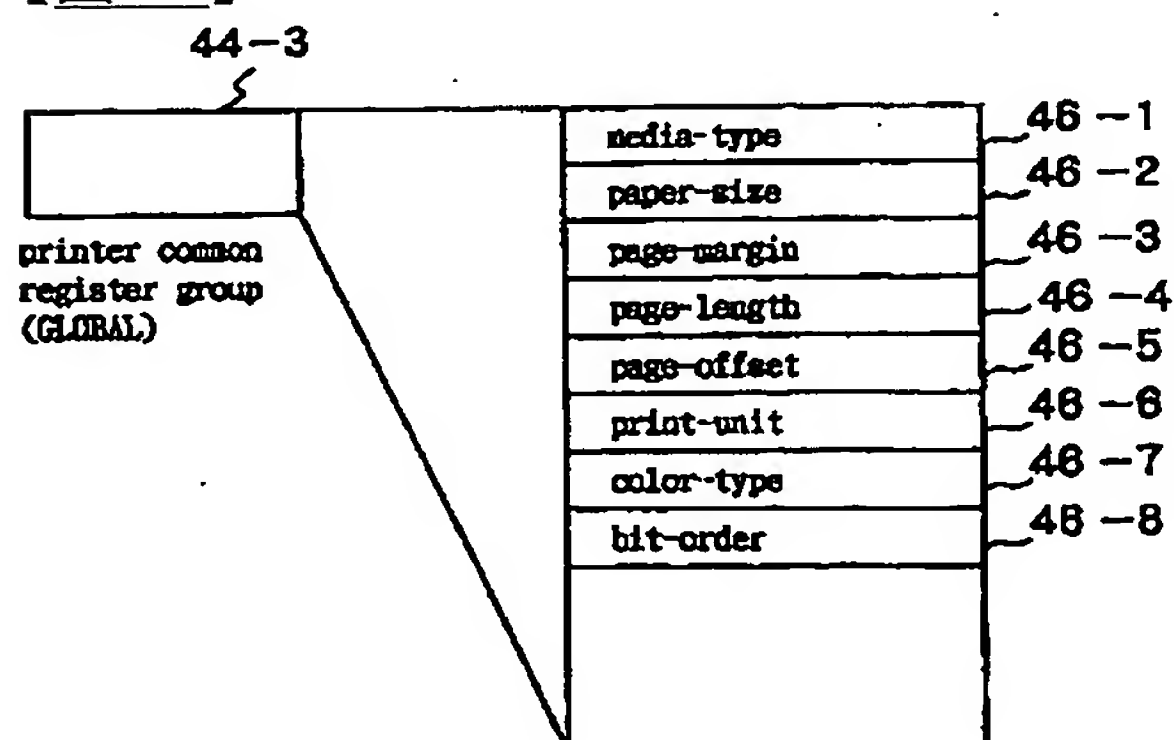 44-3
printer common
register group
(GLOBAL)
media-type 46-1
paper-size 46-2
page-margin 46-3
page-length 46-4
page-offset 46-5
print-unit 46-6
color-type 46-7
bit-order 46-8